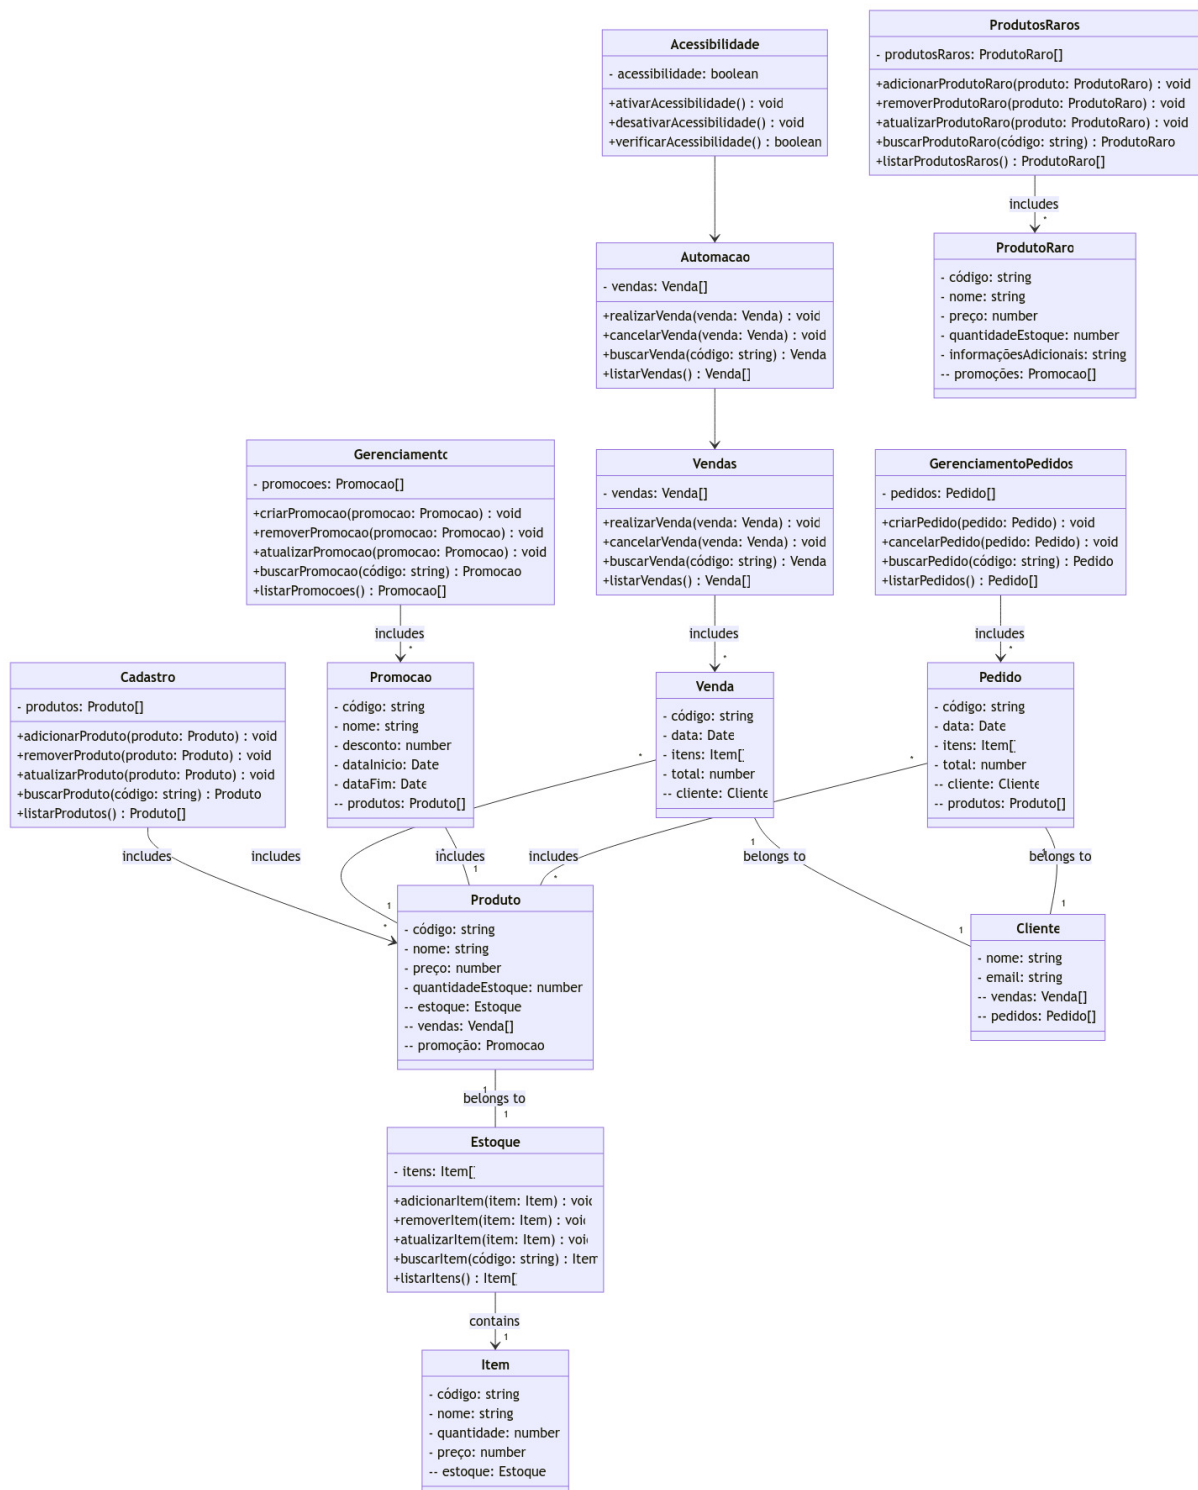 ProdutosRaros
- produtosRaros: ProdutoRaro[]
+adicionarProdutoRaro(produto: ProdutoRaro) : void
+removerProdutoRaro(produto: ProdutoRaro) : void
+atualizarProdutoRaro(produto: ProdutoRaro) : void
+buscarProdutoRaro(código: string) : ProdutoRaro
+listarProdutosRaros() : ProdutoRaro[]
includes
*
Acessibilidade
- acessibilidade: boolean
+ativarAcessibilidade() : void
+desativarAcessibilidade() : void
+verificarAcessibilidade() : boolean
ProdutoRaro
- código: string
- nome: string
- preço: number
- quantidadeEstoque: number
- informaçõesAdicionais: string
-- promoções: Promocao[]
Automacao
- vendas: Venda[]
+realizarVenda(venda: Venda) : void
+cancelarVenda(venda: Venda) : void
+buscarVenda(código: string) : Venda
+listarVendas() : Venda[]
Gerenciamento
- promocoes: Promocao[]
+criarPromocao(promocao: Promocao) : void
+removerPromocao(promocao: Promocao) : void
+atualizarPromocao(promocao: Promocao) : void
+buscarPromocao(código: string) : Promocao
+listarPromocoes() : Promocao[]
includes
*
Vendas
- vendas: Venda[]
+realizarVenda(venda: Venda) : void
+cancelarVenda(venda: Venda) : void
+buscarVenda(código: string) : Venda
+listarVendas() : Venda[]
includes
*
GerenciamentoPedidos
- pedidos: Pedido[]
+criarPedido(pedido: Pedido) : void
+cancelarPedido(pedido: Pedido) : void
+buscarPedido(código: string) : Pedido
+listarPedidos() : Pedido[]
includes
*
Cadastro
- produtos: Produto[]
+adicionarProduto(produto: Produto) : void
+removerProduto(produto: Produto) : void
+atualizarProduto(produto: Produto) : void
+buscarProduto(código: string) : Produto
+listarProdutos() : Produto[]
Promocao
- código: string
- nome: string
- desconto: number
- dataInicio: Date
- dataFim: Date
-- produtos: Produto[]
Venda
- código: string
- data: Date
- itens: Item[]
- total: number
-- cliente: Cliente
*
Pedido
- código: string
- data: Date
- itens: Item[]
- total: number
-- cliente: Cliente
-- produtos: Produto[]
*
includes
includes
*
includes
1
includes
*
1
belongs to
1
belongs to
1
*
1
1
1
Produto
- código: string
- nome: string
- preço: number
- quantidadeEstoque: number
-- estoque: Estoque
-- vendas: Venda[]
-- promoção: Promocao
Cliente
- nome: string
- email: string
-- vendas: Venda[]
-- pedidos: Pedido[]
1
belongs to
1
Estoque
- itens: Item[]
+adicionarItem(item: Item) : void
+removerItem(item: Item) : void
+atualizarItem(item: Item) : void
+buscarItem(código: string) : Item
+listarItens() : Item[]
contains
1
Item
- código: string
- nome: string
- quantidade: number
- preço: number
-- estoque: Estoque